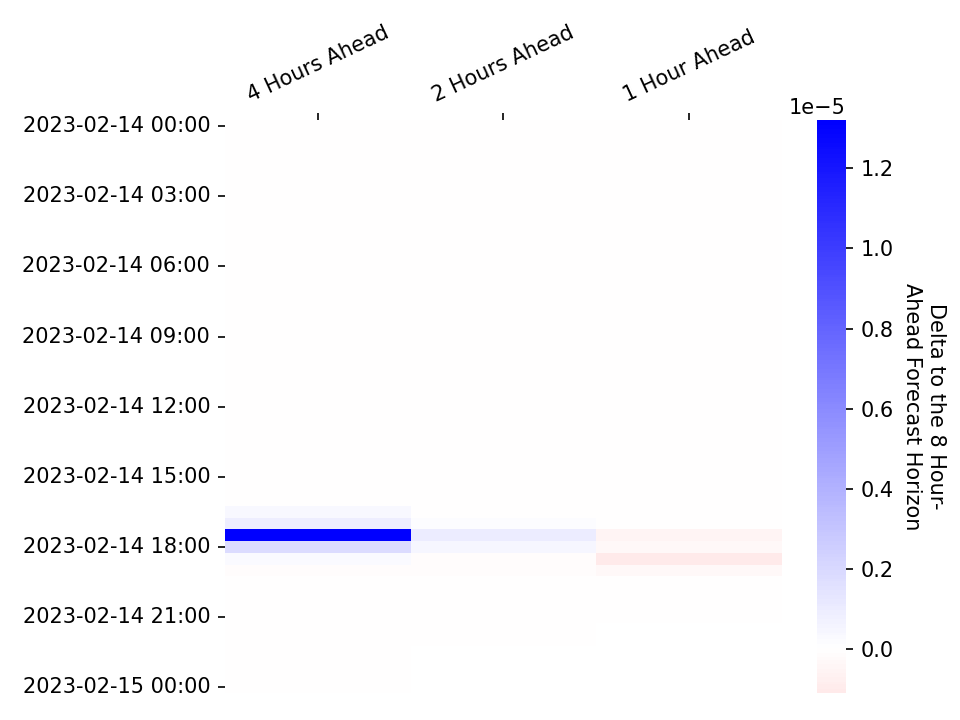 4 Hours Ahead
2 Hours Ahead
1 Hour Ahead
2023-02-14 00:00
2023-02-14 03:00
2023-02-14 06:00
2023-02-14 09:00
2023-02-14 12:00
2023-02-14 15:00
2023-02-14 18:00
2023-02-14 21:00
2023-02-15 00:00
1e−5
1.2
1.0
0.8
0.6
0.4
0.2
0.0
Delta to the 8 Hour-
Ahead Forecast Horizon